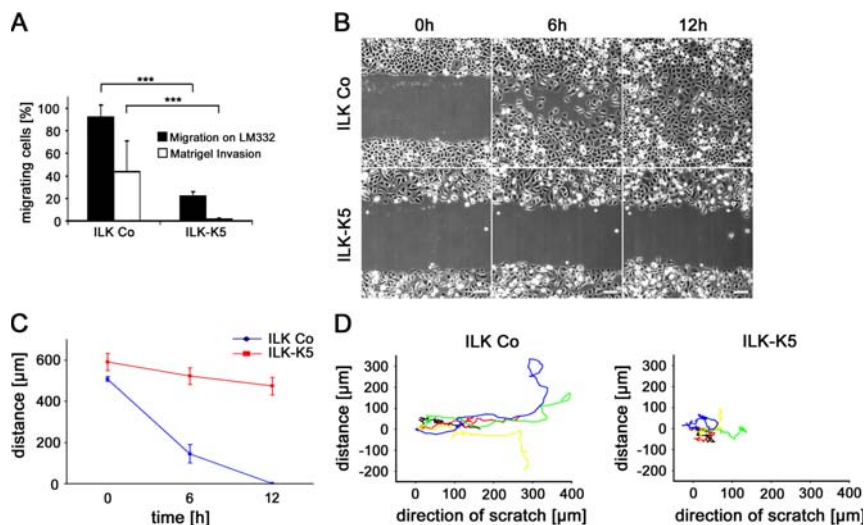 A
***
***
migrating cells [%]
100
80
60
40
20
0
Migration on LM332
Matrigel Invasion
ILK Co
ILK-K5
B
0h
6h
12h
ILK Co
ILK-K5
C
distance [µm]
600
400
200
0
ILK Co
ILK-K5
0
6
12
time [h]
D
ILK Co
distance [µm]
300
200
100
0
-100
-200
0
100
200
300
400
direction of scratch [µm]
ILK-K5
distance [µm]
300
200
100
0
-100
-200
0
100
200
300
400
direction of scratch [µm]